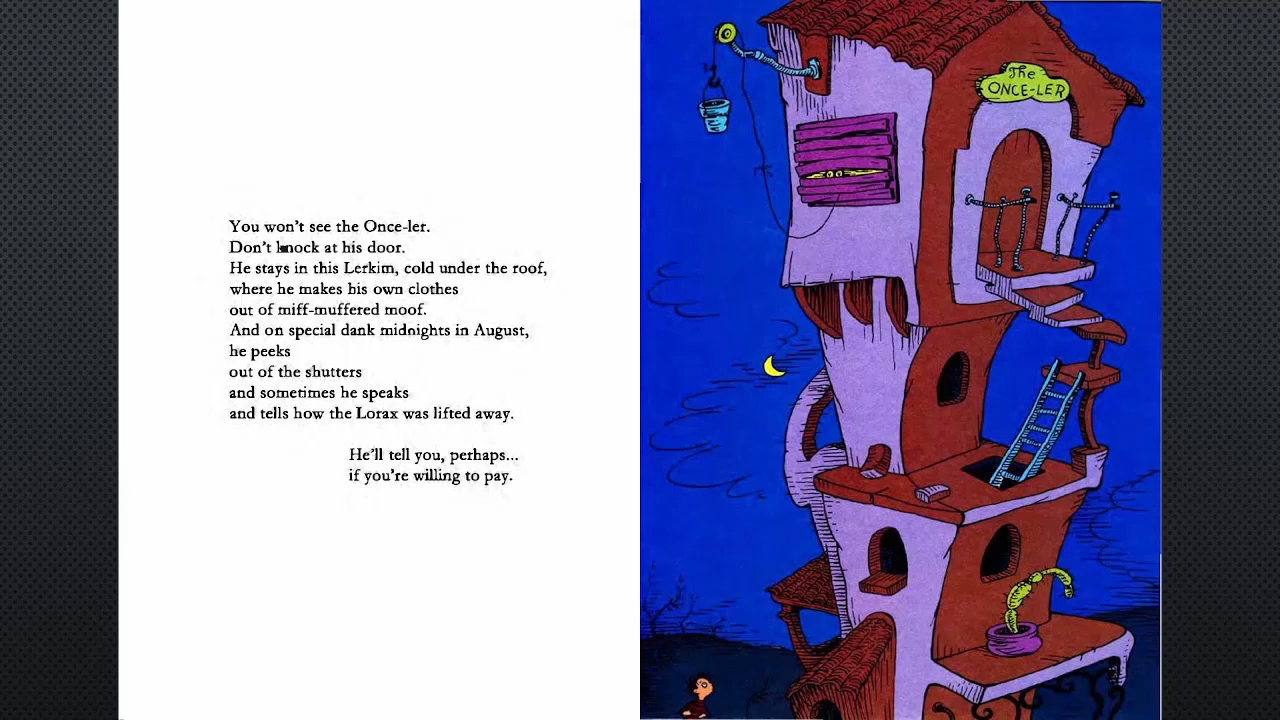 You won't see the Once-ler.
Don't knock at his door.
He stays in this Lerkim, cold under the roof,
where he makes his own clothes
out of miff-muffered moof.
And on special dank midnights in August,
he peeks
out of the shutters
and sometimes he speaks
and tells how the Lorax was lifted away.
He'll tell you, perhaps...
if you're willing to pay.
The
ONCE-LER